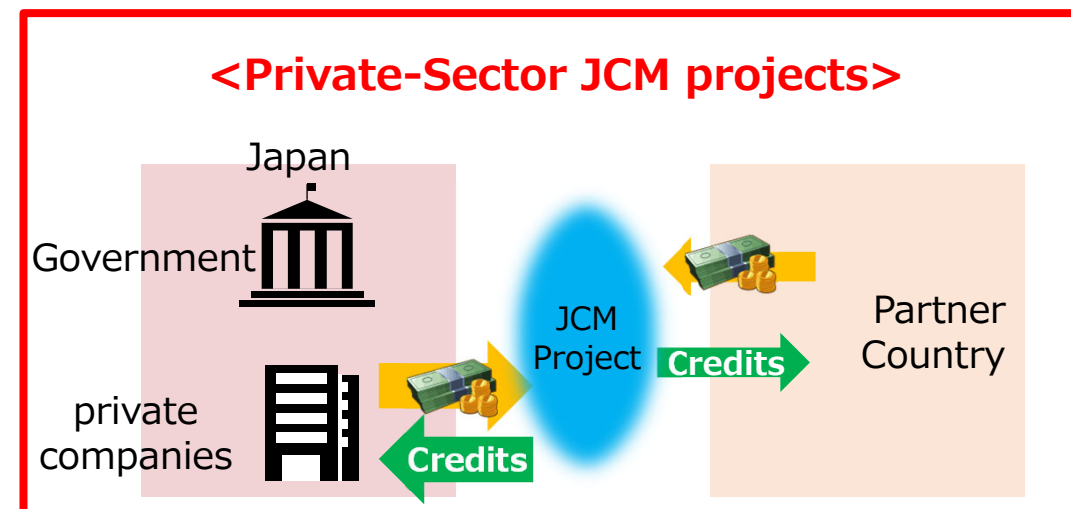 <Private-Sector JCM projects>
Japan
Government
private
companies
Credits
JCM
Project
Credits
Partner
Country